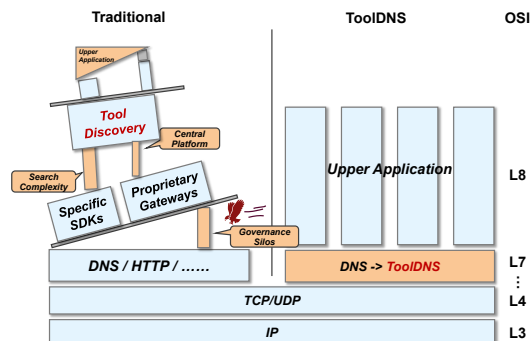 Traditional
ToolDNS
OSI
Upper
Application
Tool
Discovery
Central
Platform
Search
Complexity
Specific
SDKs
Proprietary
Gateways
Governance
Silos
Upper Application
L8
DNS / HTTP / ……
DNS -> ToolDNS
L7
⋮
TCP/UDP
L4
IP
L3